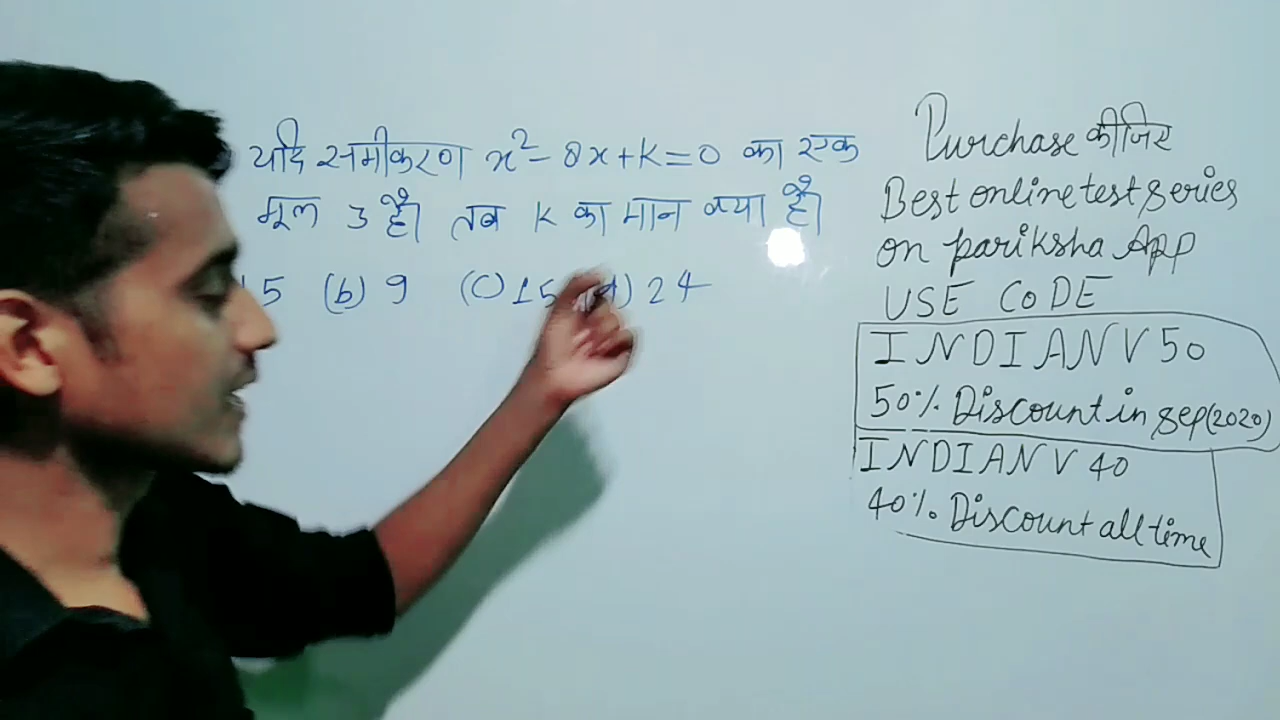 यदि समीकरण x² - 8x + k = 0 का एक
मूल 3 है। तब k का मान क्या है।
5 (b) 9 (C) 15 (d) 24
Purchase कीजिए
Best online test series
on pariksha App
USE CODE
INDIANV50
50% Discount in sep(2020)
INDIANV40
40% Discount all time